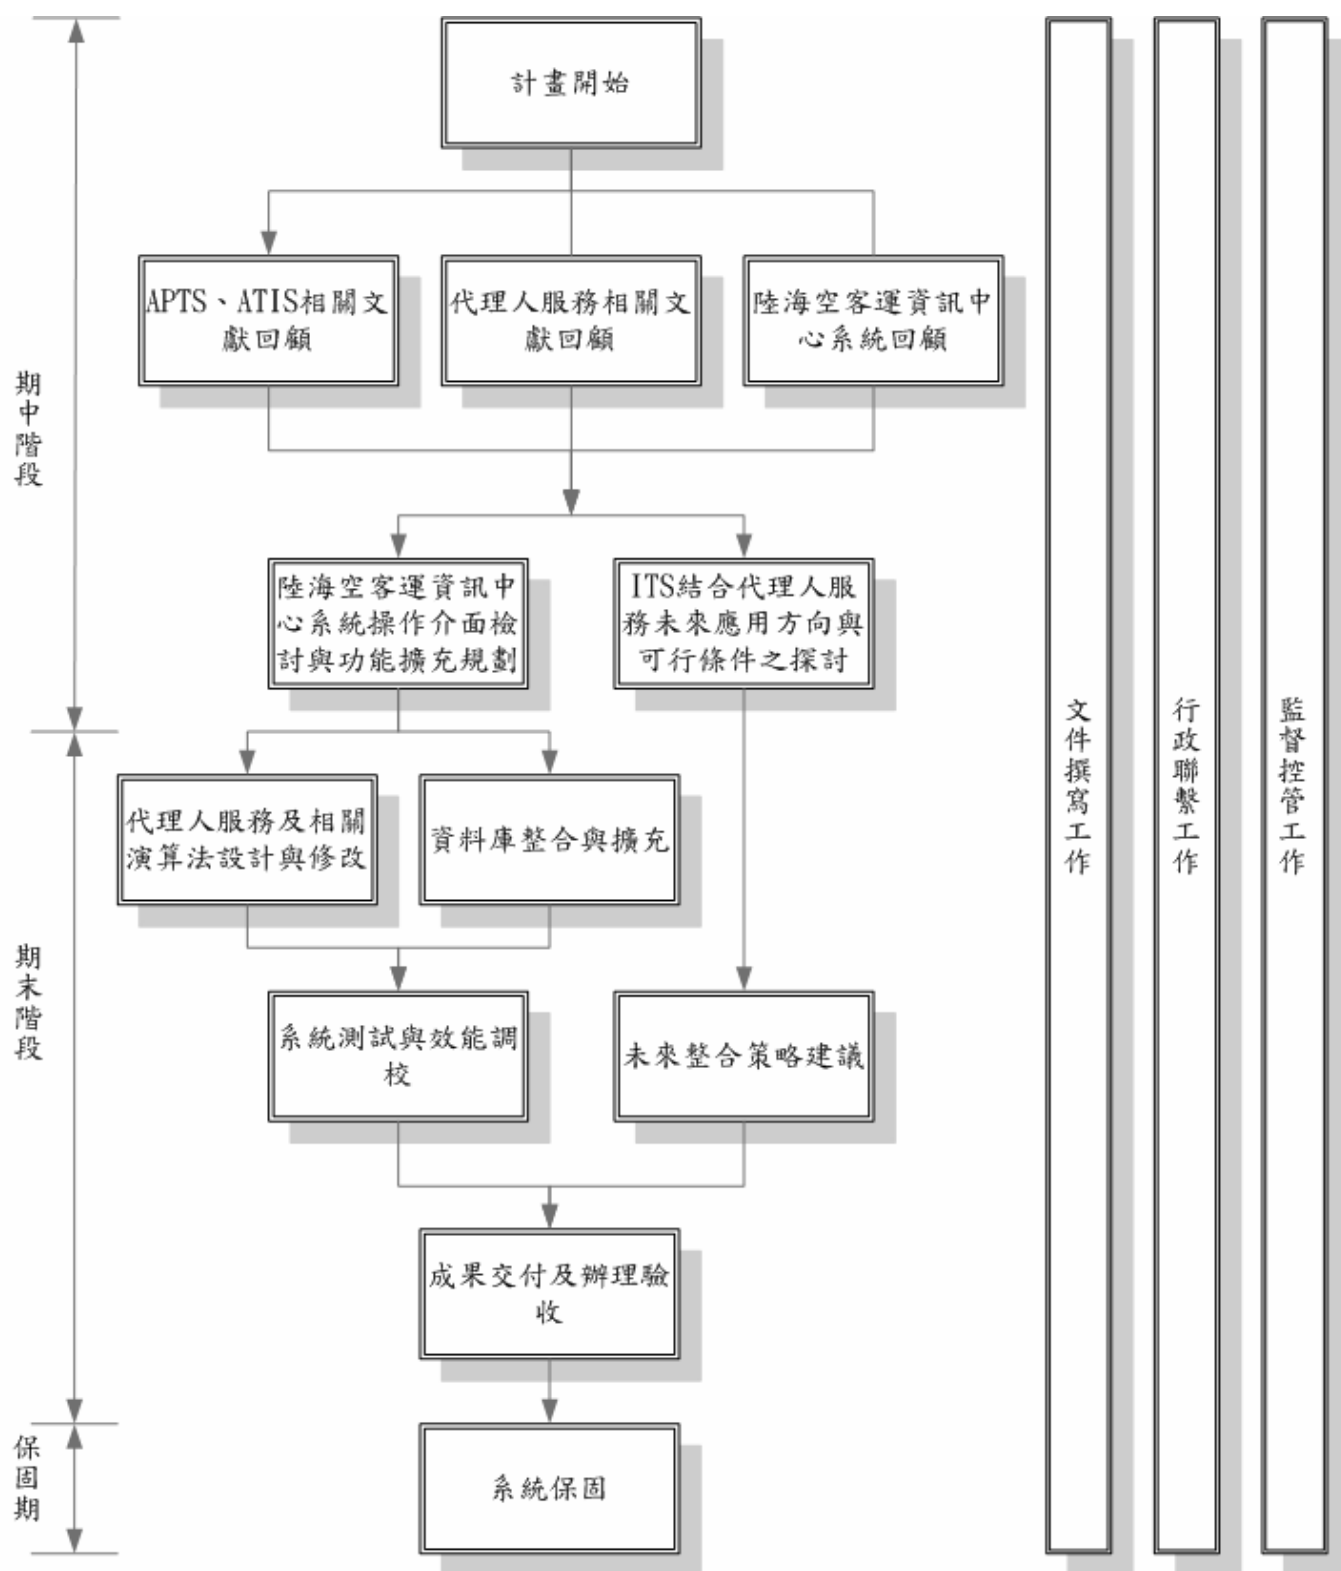 計畫開始
APTS、ATIS相關文
獻回顧
代理人服務相關文
獻回顧
陸海空客運資訊中
心系統回顧
期中階段
陸海空客運資訊中
心系統操作介面檢
討與功能擴充規劃
ITS結合代理人服
務未來應用方向與
可行條件之探討
代理人服務及相關
演算法設計與修改
資料庫整合與擴充
期末階段
系統測試與效能調
校
未來整合策略建議
成果交付及辦理驗
收
保固期
系統保固
文件撰寫工作
行政聯繫工作
監督控管工作